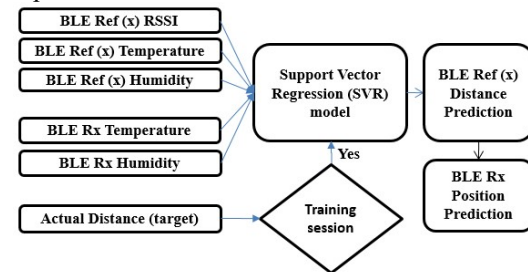 BLE Ref (x) RSSI
BLE Ref (x) Temperature
BLE Ref (x) Humidity
BLE Rx Temperature
BLE Rx Humidity
Actual Distance (target)
Support Vector
Regression (SVR)
model
Yes
Training
session
BLE Ref (x)
Distance
Prediction
BLE Rx
Position
Prediction